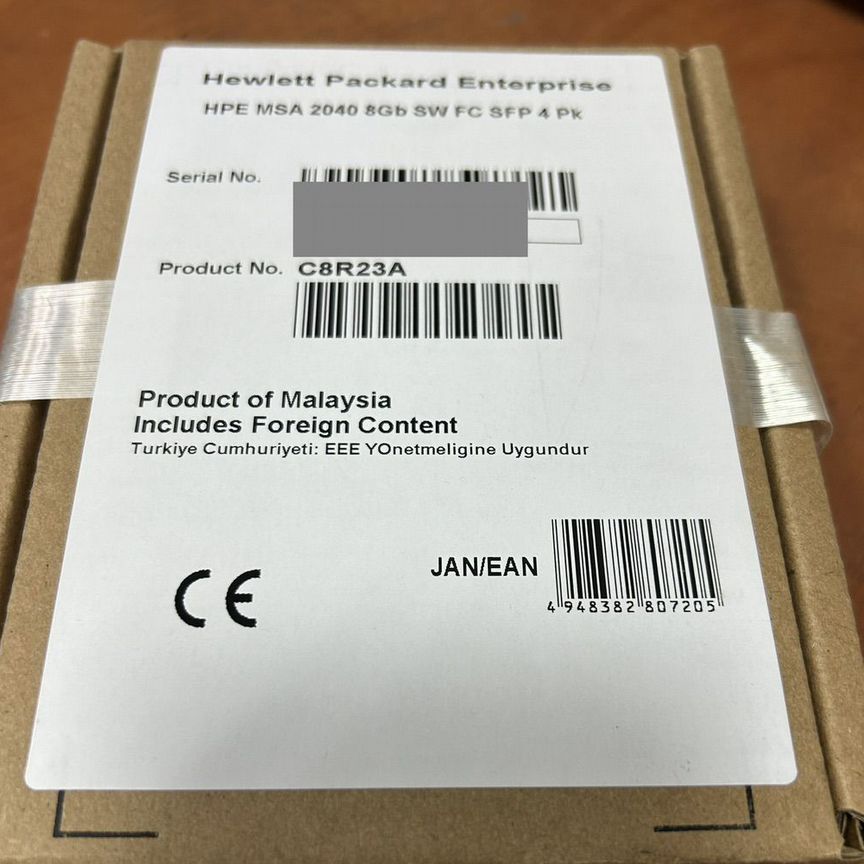 Hewlett Packard Enterprise
HPE MSA 2040 8Gb SW FC SFP 4 Pk
Serial No.
Product No. C8R23A
Product of Malaysia
Includes Foreign Content
Turkiye Cumhuriyeti: EEE YOnetmeligine Uygundur
CE
JAN/EAN
4 948382 807205